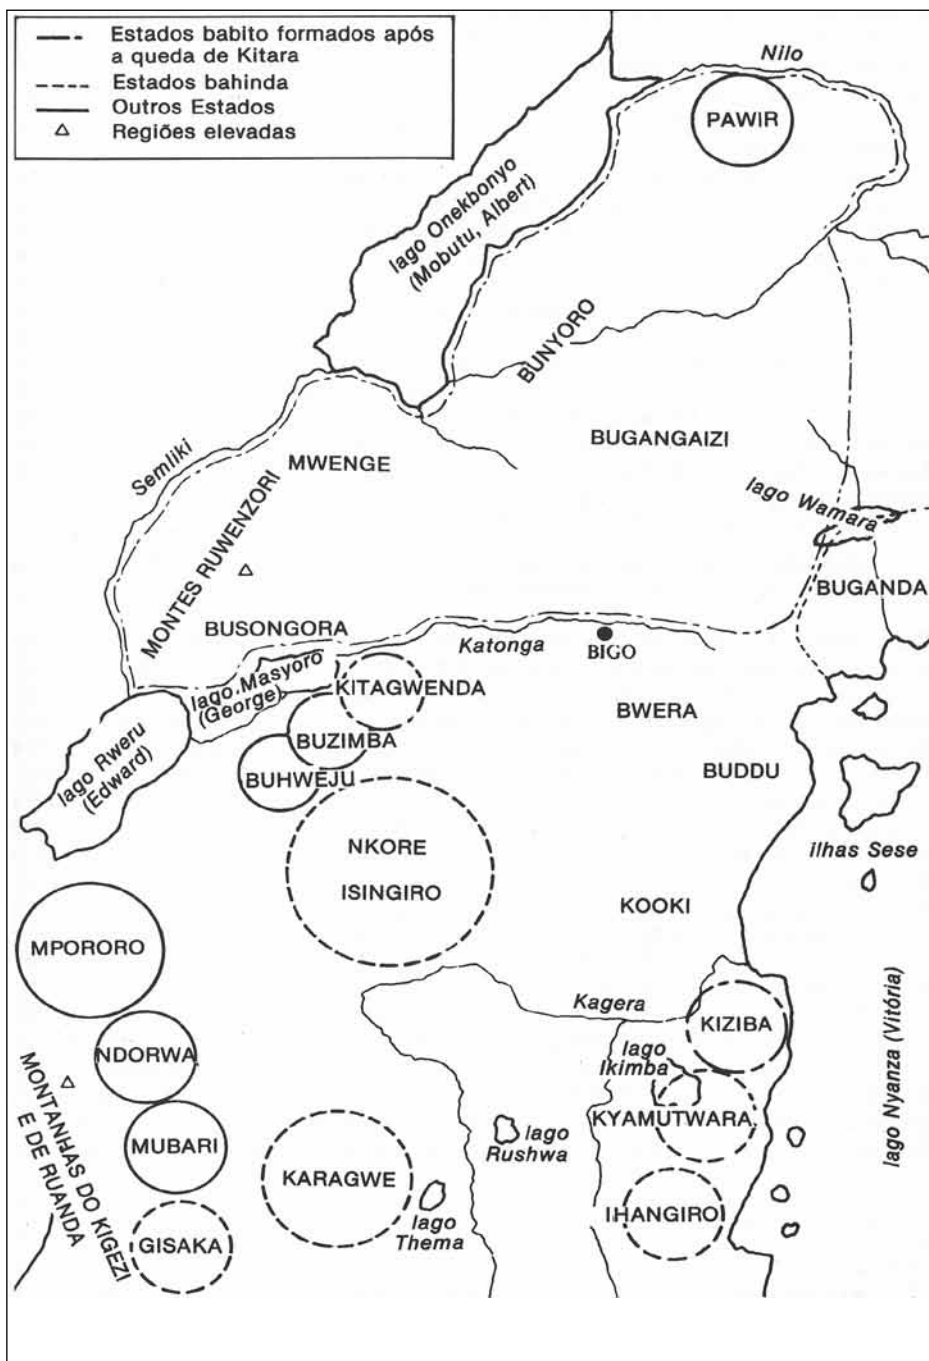 Estados babito formados após
a queda de Kitara
Estados bahinda
Outros Estados
Regiões elevadas
Nilo
PAWIR
lago Onekbonyo
(Mobutu, Albert)
BUNYORO
BUGANGAIZI
Semliki
MWENGE
lago Wamara
MONTES RUWENZORI
BUGANDA
BUSONGORA
Katonga
BIGO
lago Masyoro
(George)
KITAGWENDA
BWERA
lago Rweru
(Edward)
BUZIMBA
BUHWEJU
BUDDU
NKORE
ISINGIRO
ilhas Sese
KOOKI
MPORORO
Kagera
KIZIBA
lago Nyanza (Vitória)
NDORWA
lago
Ikimba
MONTANHAS DO KIGEZI
E DE RUANDA
KYAMUTWARA
MUBARI
lago
Rushwa
KARAGWE
IHANGIRO
lago
Thema
GISAKA